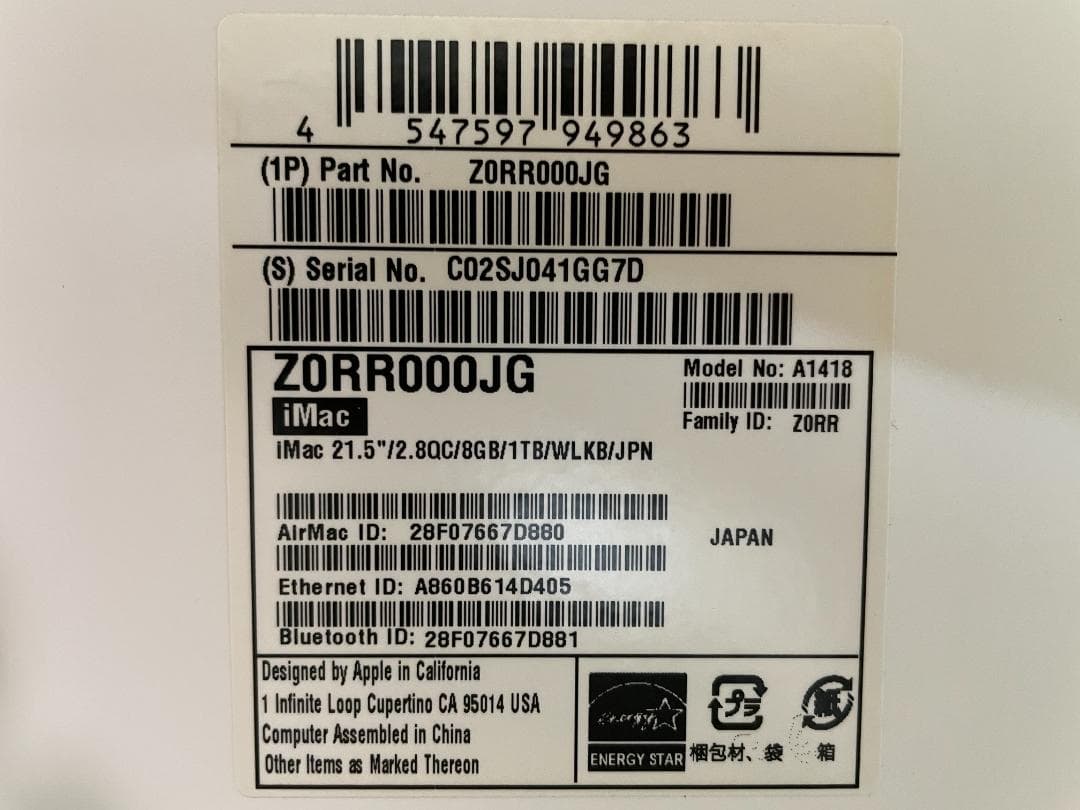 4 547597 949863
(1P) Part No. Z0RR000JG
(S) Serial No. C02SJ041GG7D
Z0RR000JG
Model No: A1418
iMac
Family ID: Z0RR
iMac 21.5"/2.8QC/8GB/1TB/WLKB/JPN
AirMac ID: 28F07667D880
JAPAN
Ethernet ID: A860B614D405
Bluetooth ID: 28F07667D881
Designed by Apple in California
1 Infinite Loop Cupertino CA 95014 USA
Computer Assembled in China
Other Items as Marked Thereon
energy
ENERGY STAR
プラ
梱包材、袋
紙
箱